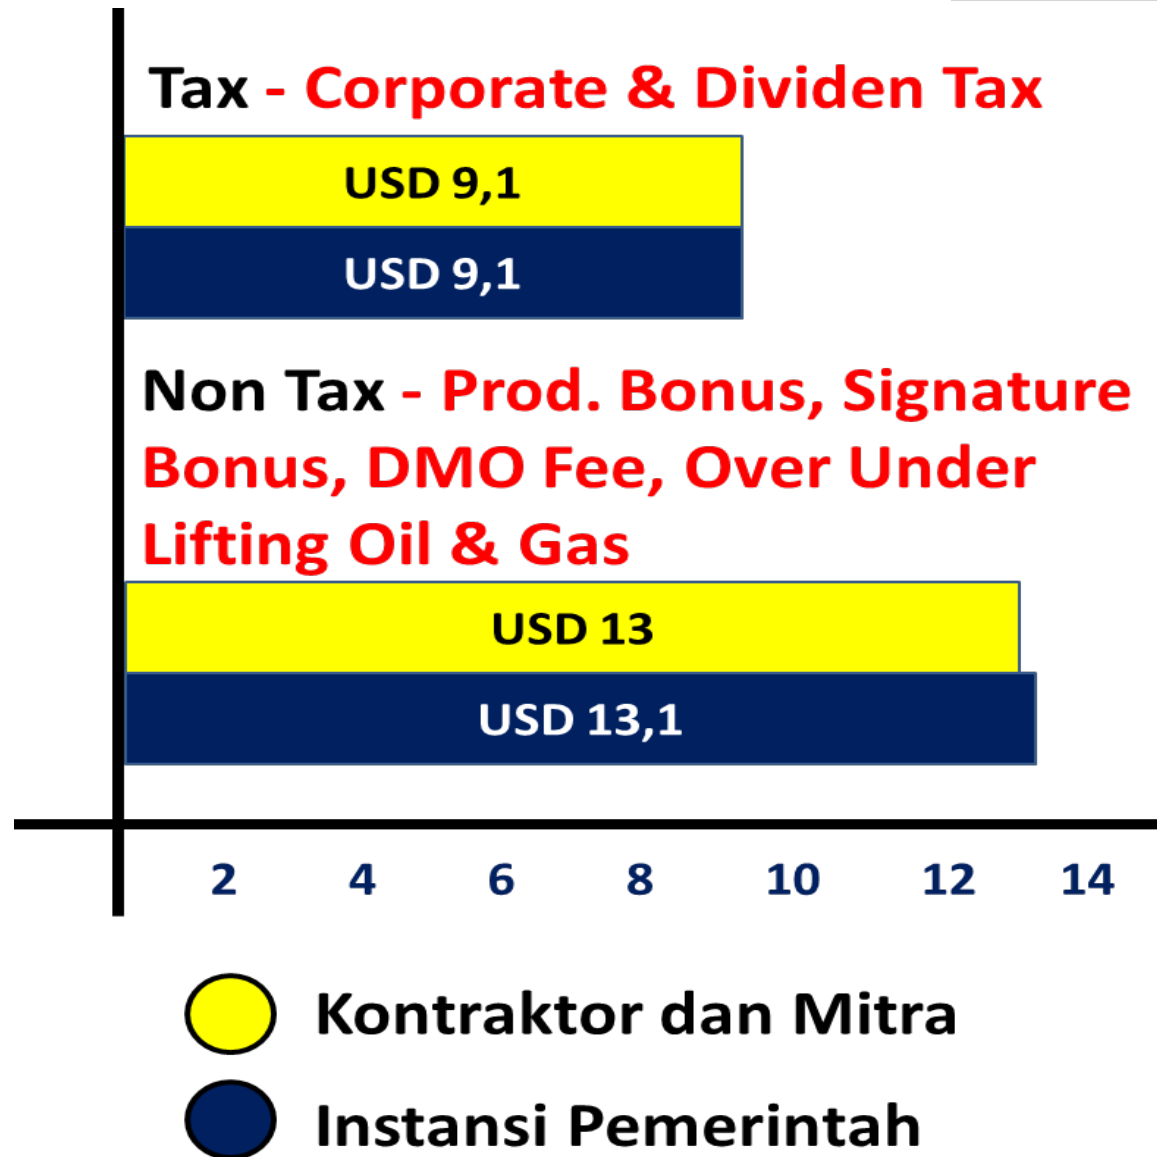 Tax - Corporate & Dividen Tax
USD 9,1
USD 9,1
Non Tax - Prod. Bonus, Signature
Bonus, DMO Fee, Over Under
Lifting Oil & Gas
USD 13
USD 13,1
2 4 6 8 10 12 14
Kontraktor dan Mitra
Instansi Pemerintah